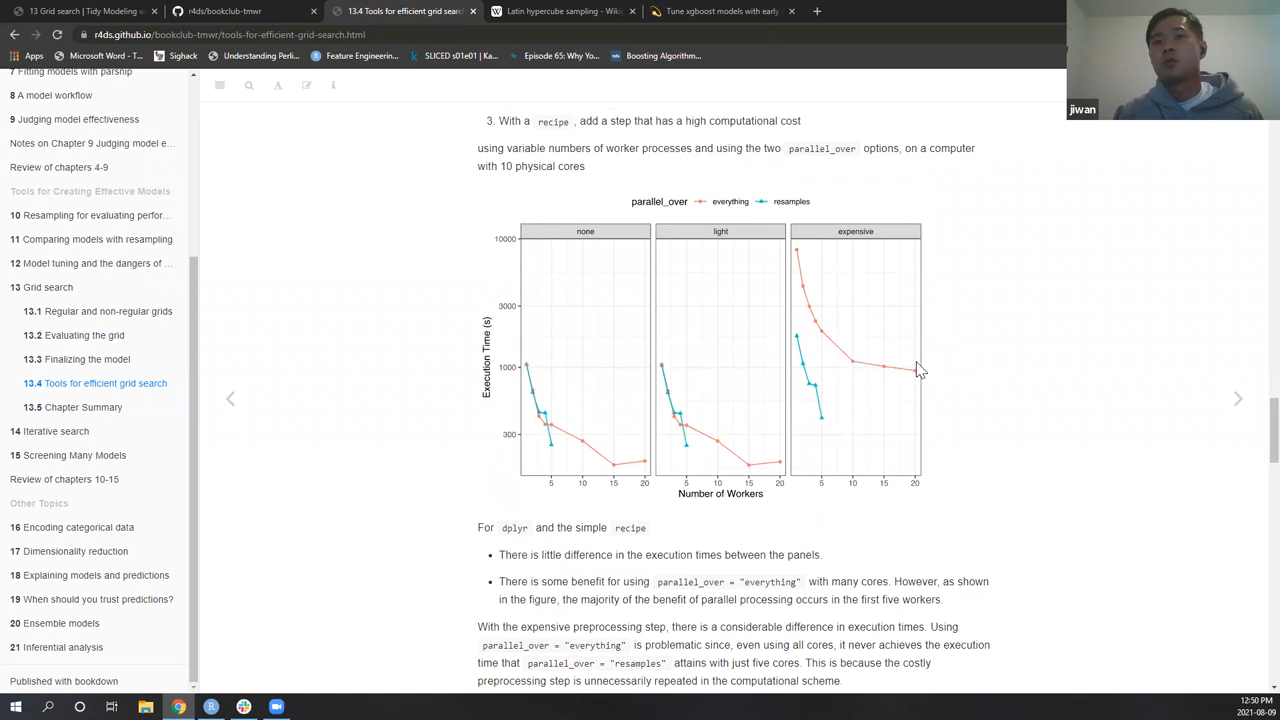 13 Grid search | Tidy Modeling w
r4ds/bookclub-tmwr
13.4 Tools for efficient grid searc
Latin hypercube sampling - Wikip
Tune xgboost models with early
r4ds.github.io/bookclub-tmwr/tools-for-efficient-grid-search.html
Apps
Microsoft Word - T...
Sighack
Understanding Perli...
Feature Engineering...
SLICED s01e01 | Ka...
Episode 65: Why Yo...
Boosting Algorithm...
jiwan
7 Fitting models with parsnip
8 A model workflow
9 Judging model effectiveness
Notes on Chapter 9 Judging model e...
Review of chapters 4-9
Tools for Creating Effective Models
10 Resampling for evaluating perfor...
11 Comparing models with resampling
12 Model tuning and the dangers of ...
13 Grid search
13.1 Regular and non-regular grids
13.2 Evaluating the grid
13.3 Finalizing the model
13.4 Tools for efficient grid search
13.5 Chapter Summary
14 Iterative search
15 Screening Many Models
Review of chapters 10-15
Other Topics
16 Encoding categorical data
17 Dimensionality reduction
18 Explaining models and predictions
19 When should you trust predictions?
20 Ensemble models
21 Inferential analysis
Published with bookdown
3. With a recipe , add a step that has a high computational cost
using variable numbers of worker processes and using the two parallel_over options, on a computer
with 10 physical cores
parallel_over everything resamples
none light expensive
10000
3000
1000
300
Execution Time (s)
5 10 15 20 5 10 15 20 5 10 15 20
Number of Workers
For dplyr and the simple recipe
• There is little difference in the execution times between the panels.
• There is some benefit for using parallel_over = "everything" with many cores. However, as shown
in the figure, the majority of the benefit of parallel processing occurs in the first five workers.
With the expensive preprocessing step, there is a considerable difference in execution times. Using
parallel_over = "everything" is problematic since, even using all cores, it never achieves the execution
time that parallel_over = "resamples" attains with just five cores. This is because the costly
preprocessing step is unnecessarily repeated in the computational scheme.
12:50 PM
2021-08-09